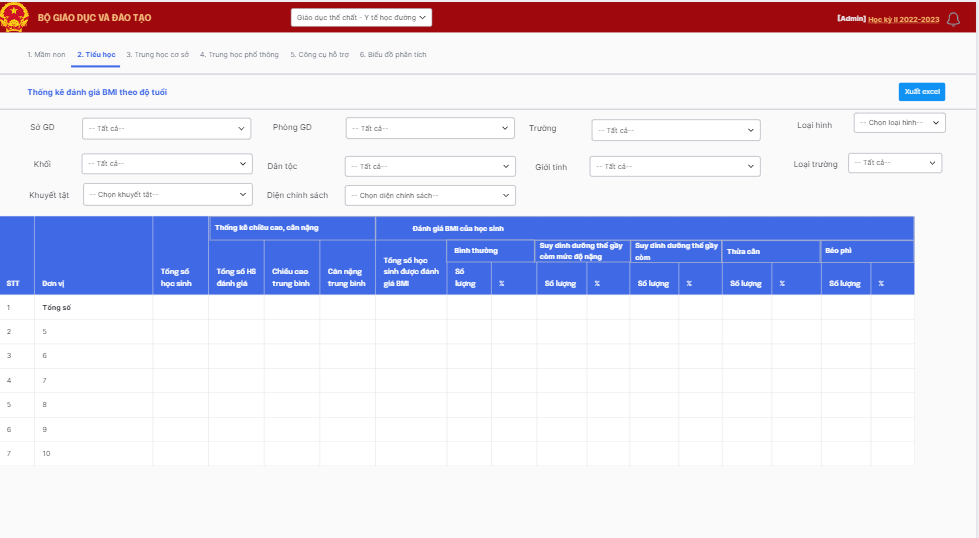 BỘ GIÁO DỤC VÀ ĐÀO TẠO
Giáo dục thể chất - Y tế học đường
[Admin] Học kỳ II 2022-2023
1. Mầm non 2. Tiểu học 3. Trung học cơ sở 4. Trung học phổ thông 5. Công cụ hỗ trợ 6. Biểu đồ phân tích
Thống kê đánh giá BMI theo độ tuổi
Xuất excel
Sở GD -- Tất cả-- Phòng GD -- Tất cả-- Trường -- Tất cả-- Loại hình -- Chọn loại hình--
Khối -- Tất cả-- Dân tộc -- Tất cả-- Giới tính -- Tất cả-- Loại trường -- Tất cả--
Khuyết tật -- Chọn khuyết tật-- Diện chính sách -- Chọn diện chính sách--
STT
Đơn vị
Tổng số
học sinh
Thống kê chiều cao, cân nặng
Tổng số HS
đánh giá
Chiều cao
trung bình
Cân nặng
trung bình
Đánh giá BMI của học sinh
Tổng số học
sinh được đánh
giá BMI
Bình thường
Số
lượng
%
Suy dinh dưỡng thể gầy
còm mức độ nặng
Số lượng
%
Suy dinh dưỡng thể gầy
còm
Số lượng
%
Thừa cân
Số lượng
%
Béo phì
Số lượng
%
1 Tổng số
2 5
3 6
4 7
5 8
6 9
7 10